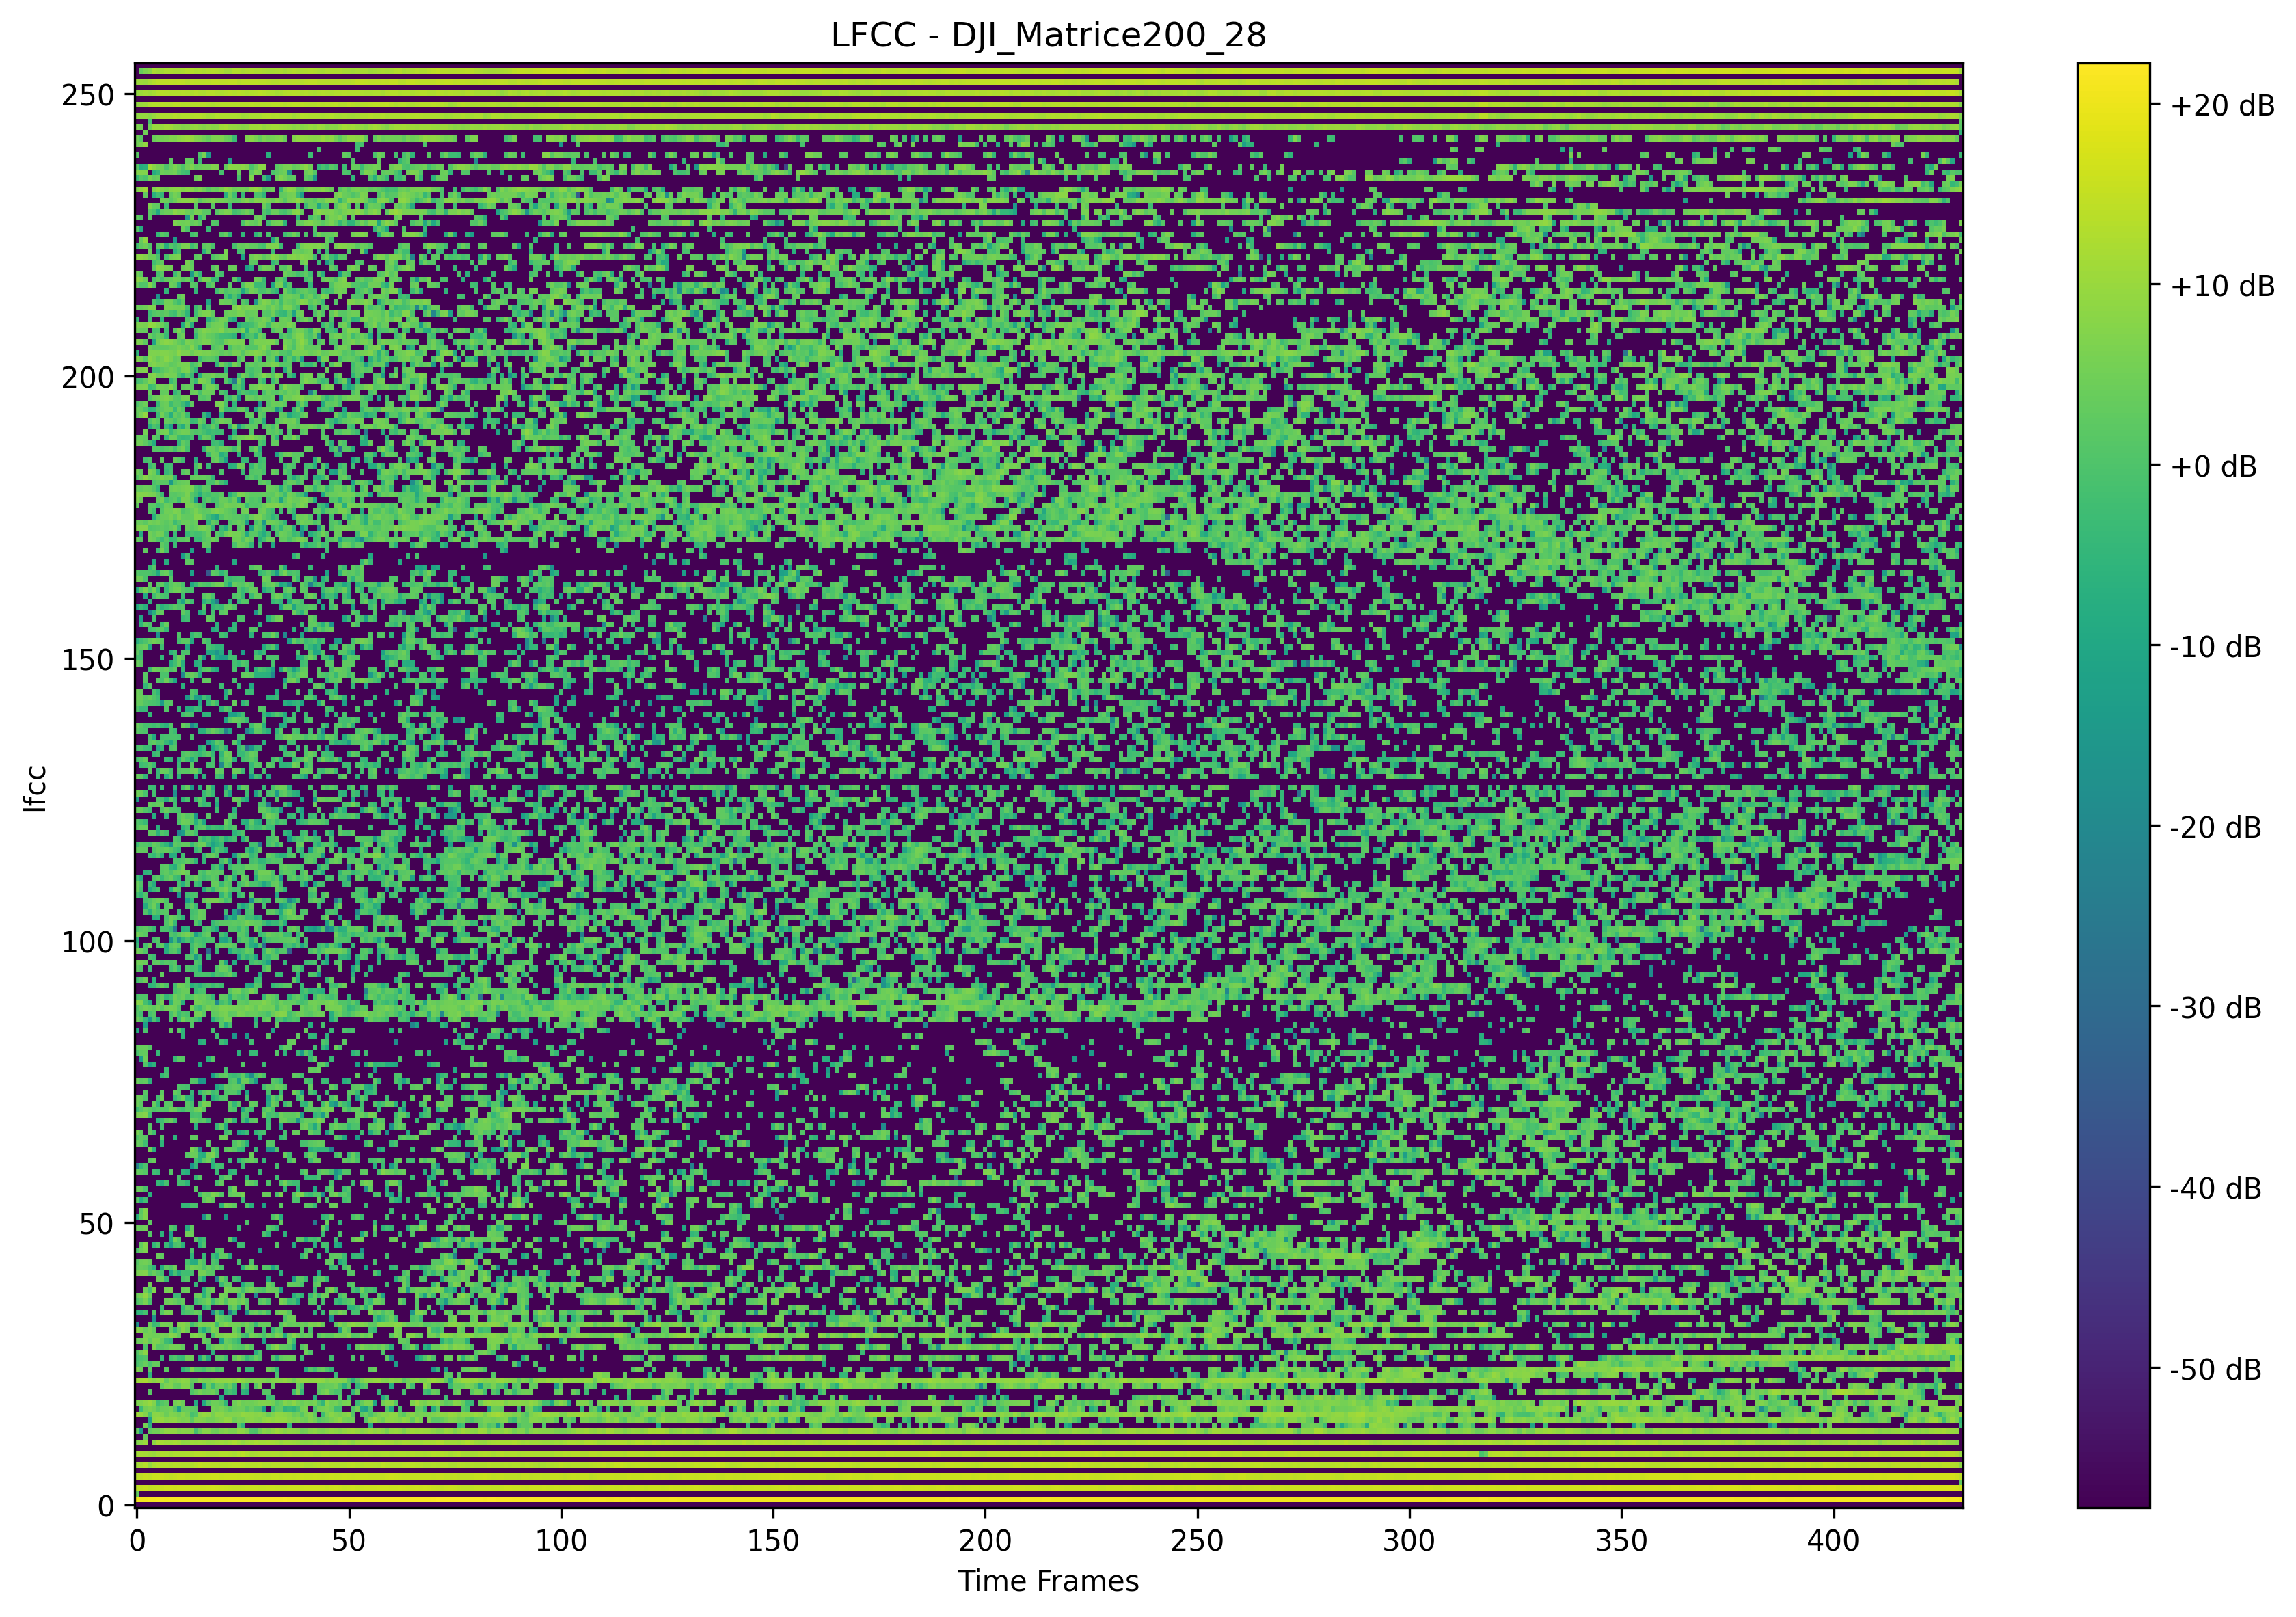 LFCC - DJI_Matrice200_28
250
200
150
100
50
0
lfcc
0 50 100 150 200 250 300 350 400
Time Frames
+20 dB
+10 dB
+0 dB
-10 dB
-20 dB
-30 dB
-40 dB
-50 dB